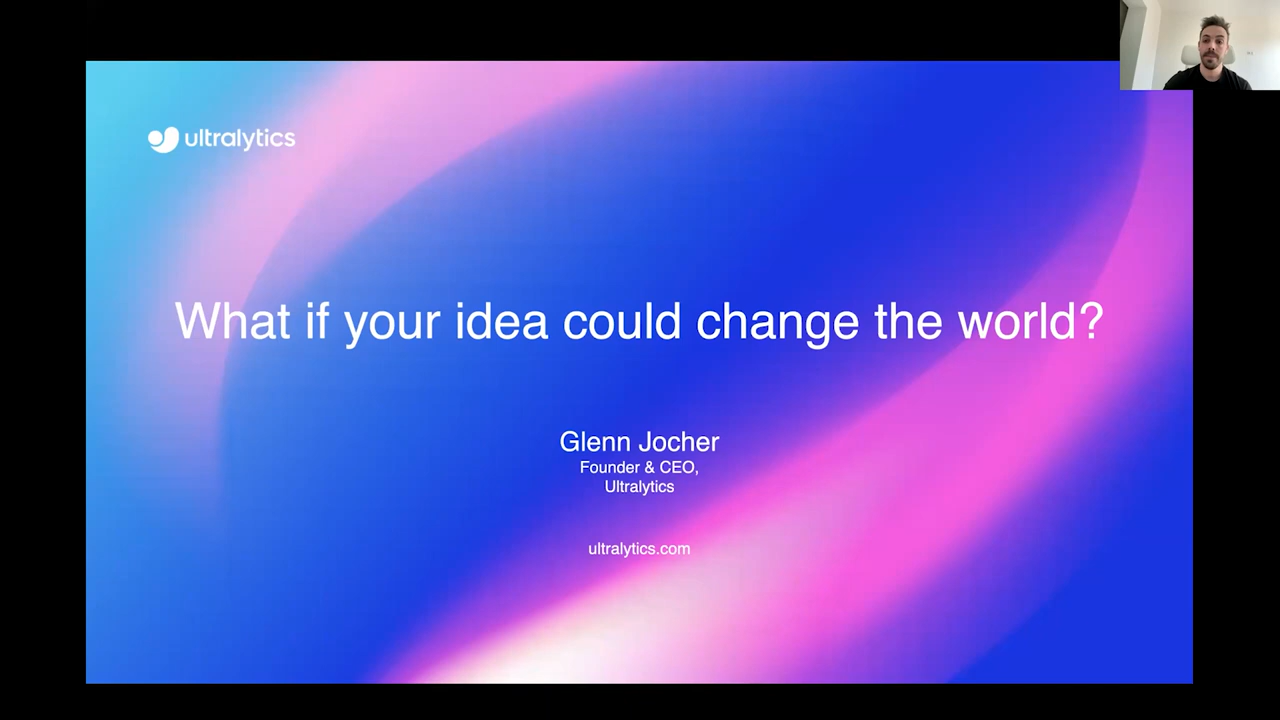 ultralytics
What if your idea could change the world?
Glenn Jocher
Founder & CEO,
Ultralytics
ultralytics.com